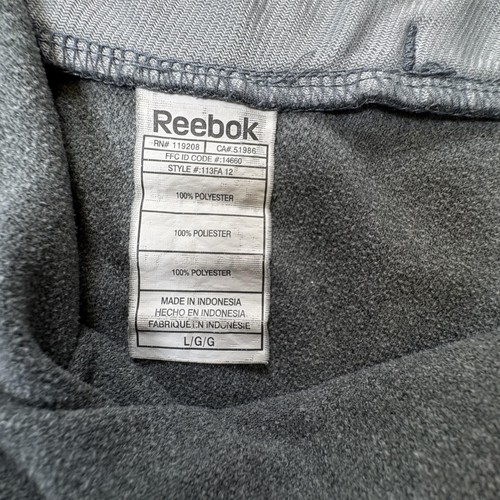 Reebok
RN# 119208 CA#.51986
FFC ID CODE #:14660
STYLE #:113FA 12
100% POLYESTER
100% POLIESTER
100% POLYESTER
MADE IN INDONESIA
HECHO EN INDONESIA
FABRIQUE EN INDONESIE
L/G/G